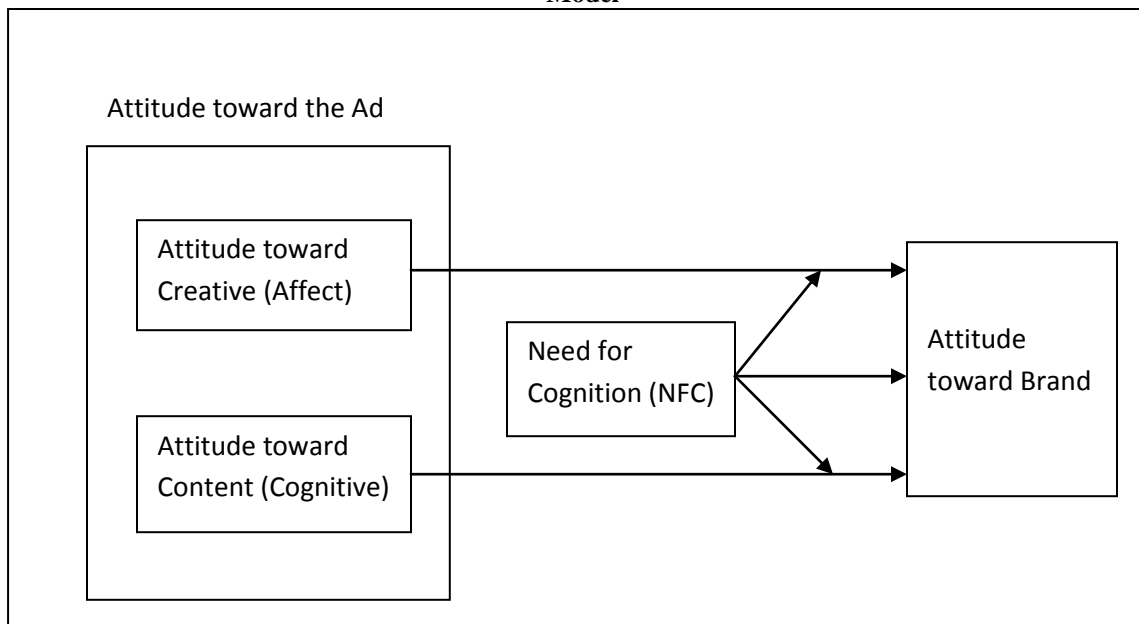 Model
Attitude toward the Ad
Attitude toward
Creative (Affect)
Need for
Cognition (NFC)
Attitude
toward Brand
Attitude toward
Content (Cognitive)